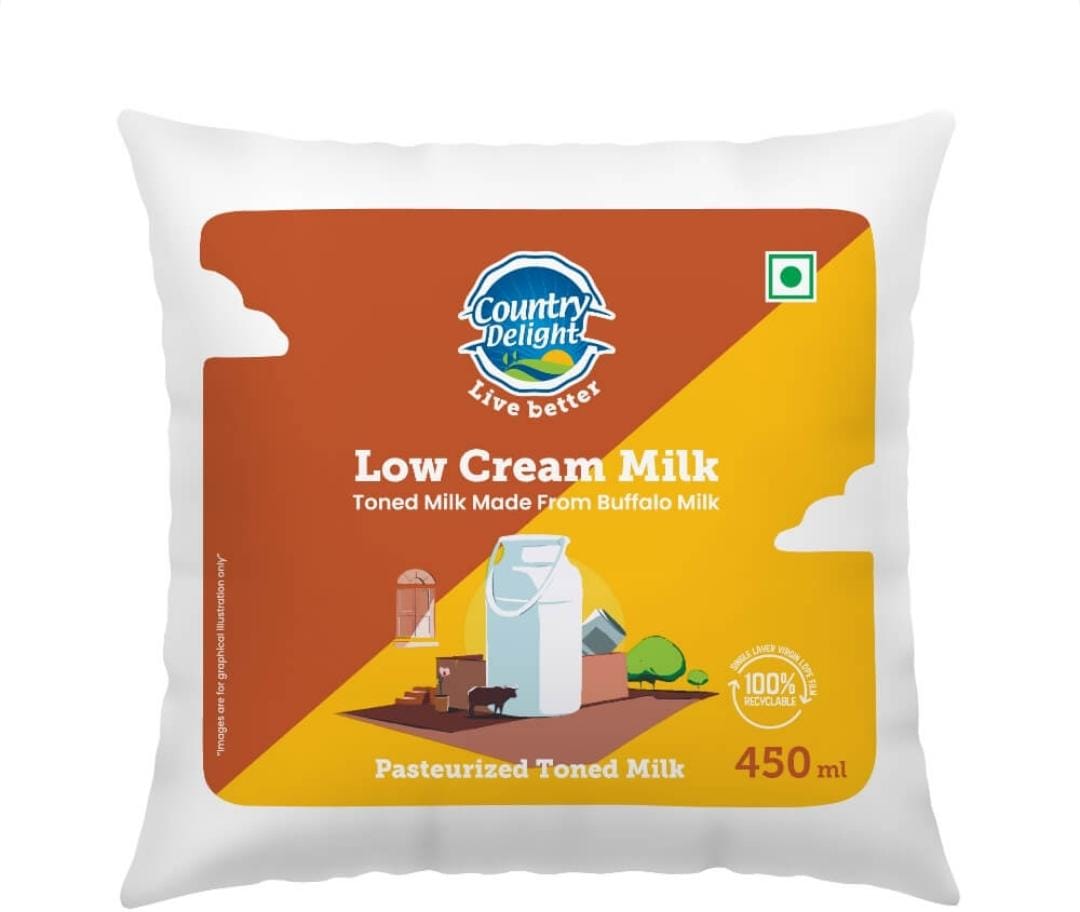 Country
Delight
Live better
Low Cream Milk
Toned Milk Made From Buffalo Milk
"Images are for graphical illustration only"
SINGLE LAYER VIRGIN LDPE FILM
100%
RECYCLABLE
Pasteurized Toned Milk
450 ml